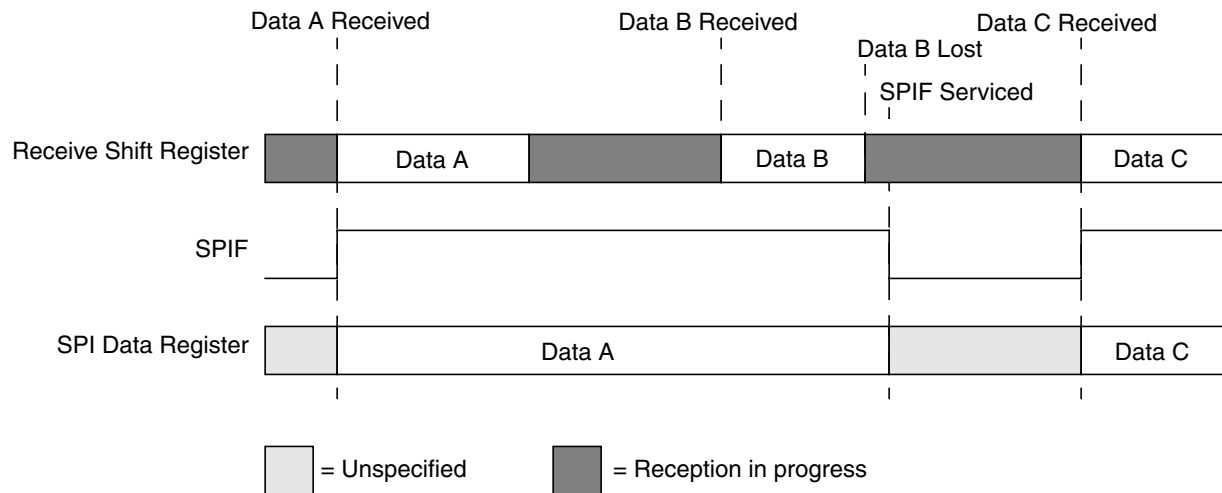 Data A Received
Data B Received
Data C Received
Data B Lost
SPIF Serviced
Receive Shift Register
Data A
Data B
Data C
SPIF
SPI Data Register
Data A
Data C
= Unspecified
= Reception in progress